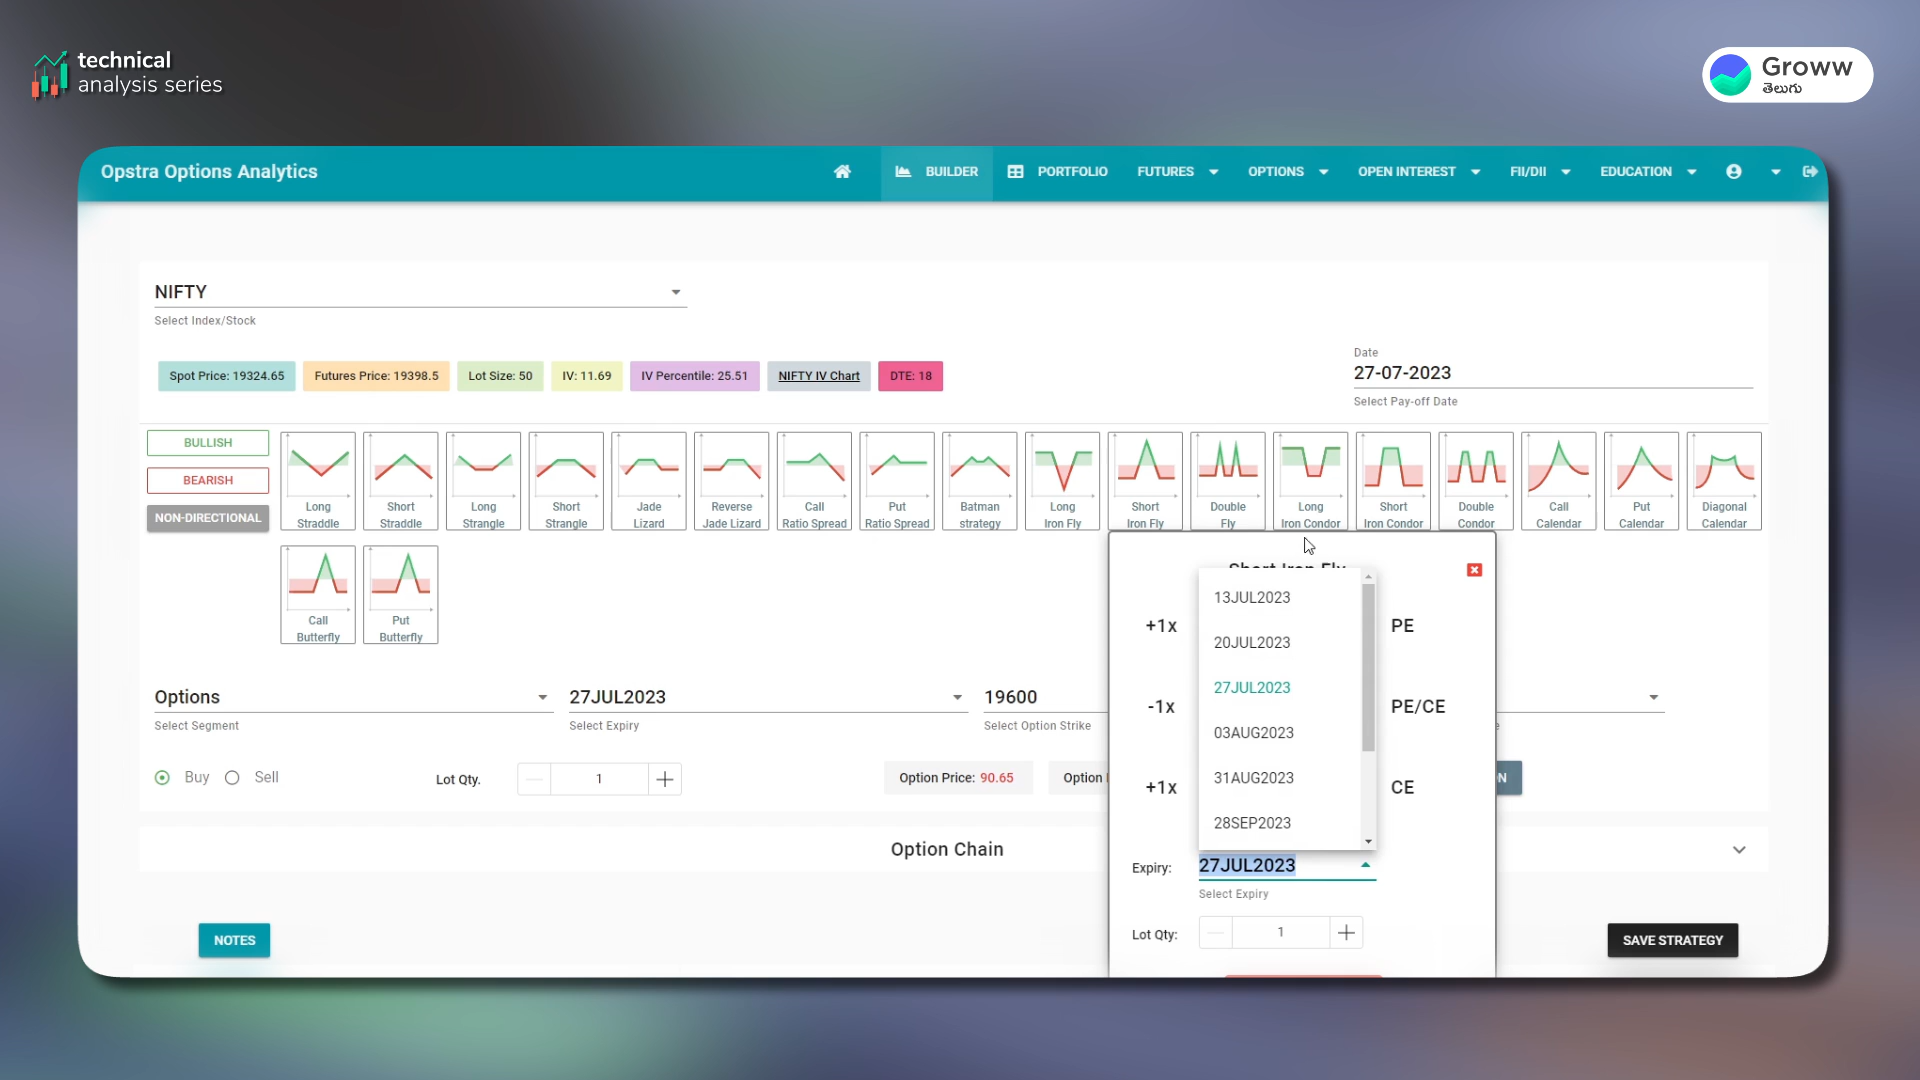 technical
analysis series
Groww
తెలుగు
Opstra Options Analytics
BUILDER
PORTFOLIO
FUTURES
OPTIONS
OPEN INTEREST
FII/DII
EDUCATION
NIFTY
Select Index/Stock
Spot Price: 19324.65
Futures Price: 19398.5
Lot Size: 50
IV: 11.69
IV Percentile: 25.51
NIFTY IV Chart
DTE: 18
Date
27-07-2023
Select Pay-off Date
BULLISH
BEARISH
NON-DIRECTIONAL
Long
Straddle
Short
Straddle
Long
Strangle
Short
Strangle
Jade
Lizard
Reverse
Jade Lizard
Call
Ratio Spread
Put
Ratio Spread
Batman
strategy
Long
Iron Fly
Short
Iron Fly
Double
Fly
Long
Iron Condor
Short
Iron Condor
Double
Condor
Call
Calendar
Put
Calendar
Diagonal
Calendar
Call
Butterfly
Put
Butterfly
Short Iron Fly
+1x
PE
-1x
PE/CE
+1x
CE
13JUL2023
20JUL2023
27JUL2023
03AUG2023
31AUG2023
28SEP2023
Expiry:
27JUL2023
Select Expiry
Lot Qty:
1
Options
Select Segment
27JUL2023
Select Expiry
19600
Select Option Strike
Buy
Sell
Lot Qty.
1
Option Price: 90.65
Option
N
Option Chain
NOTES
SAVE STRATEGY